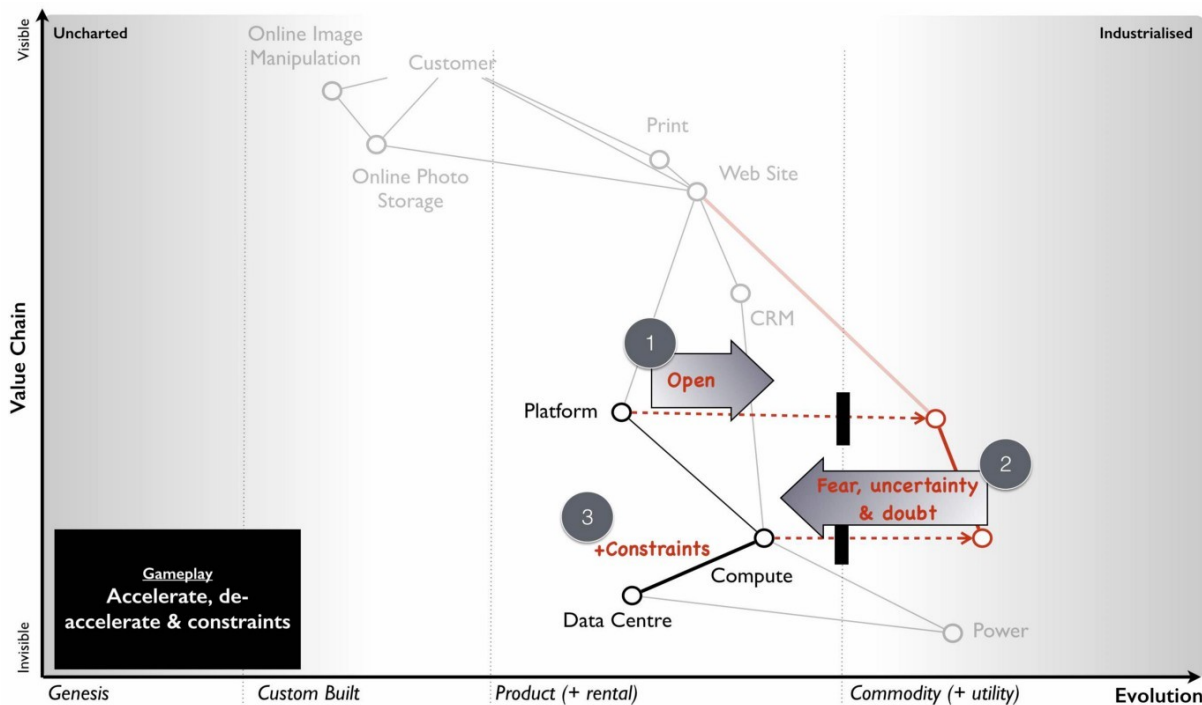 Visible
Uncharted
Industrialised
Online Image
Manipulation
Customer
Print
Web Site
Online Photo
Storage
CRM
1
Open
Value Chain
Platform
2
Fear, uncertainty
& doubt
3
+Constraints
Compute
Data Centre
Power
Gameplay
Accelerate, de-
accelerate & constraints
Invisible
Genesis
Custom Built
Product (+ rental)
Commodity (+ utility)
Evolution